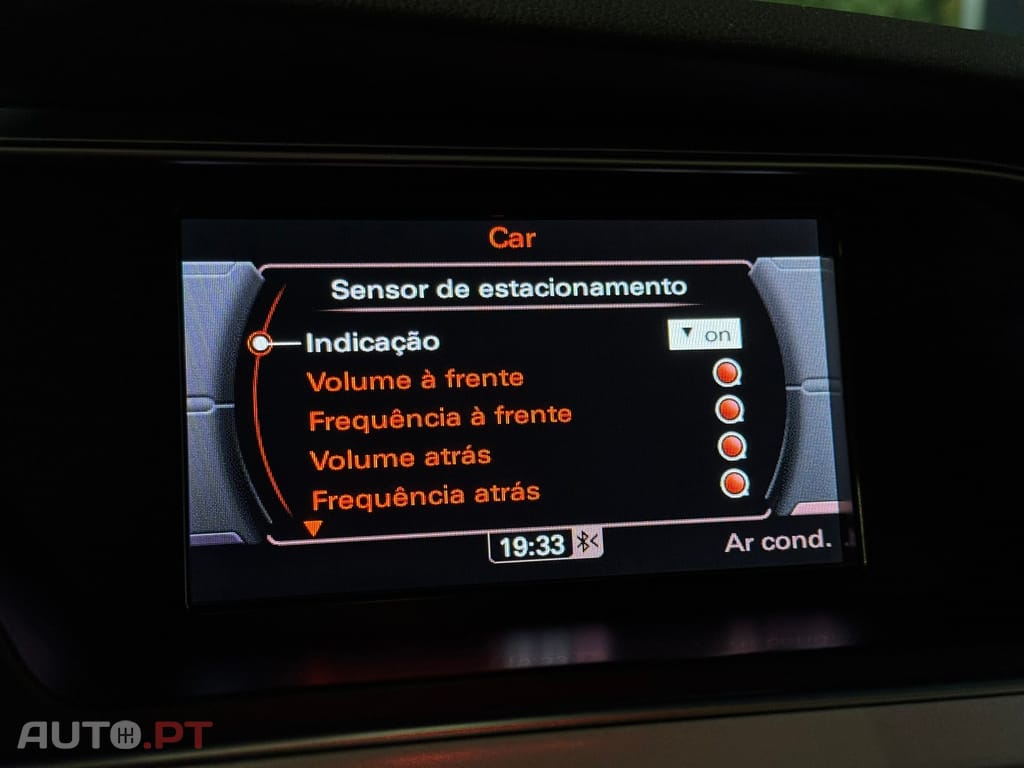 Car
Sensor de estacionamento
Indicação
on
Volume à frente
Frequência à frente
Volume atrás
Frequência atrás
19:33
Ar cond.
AUTO.PT